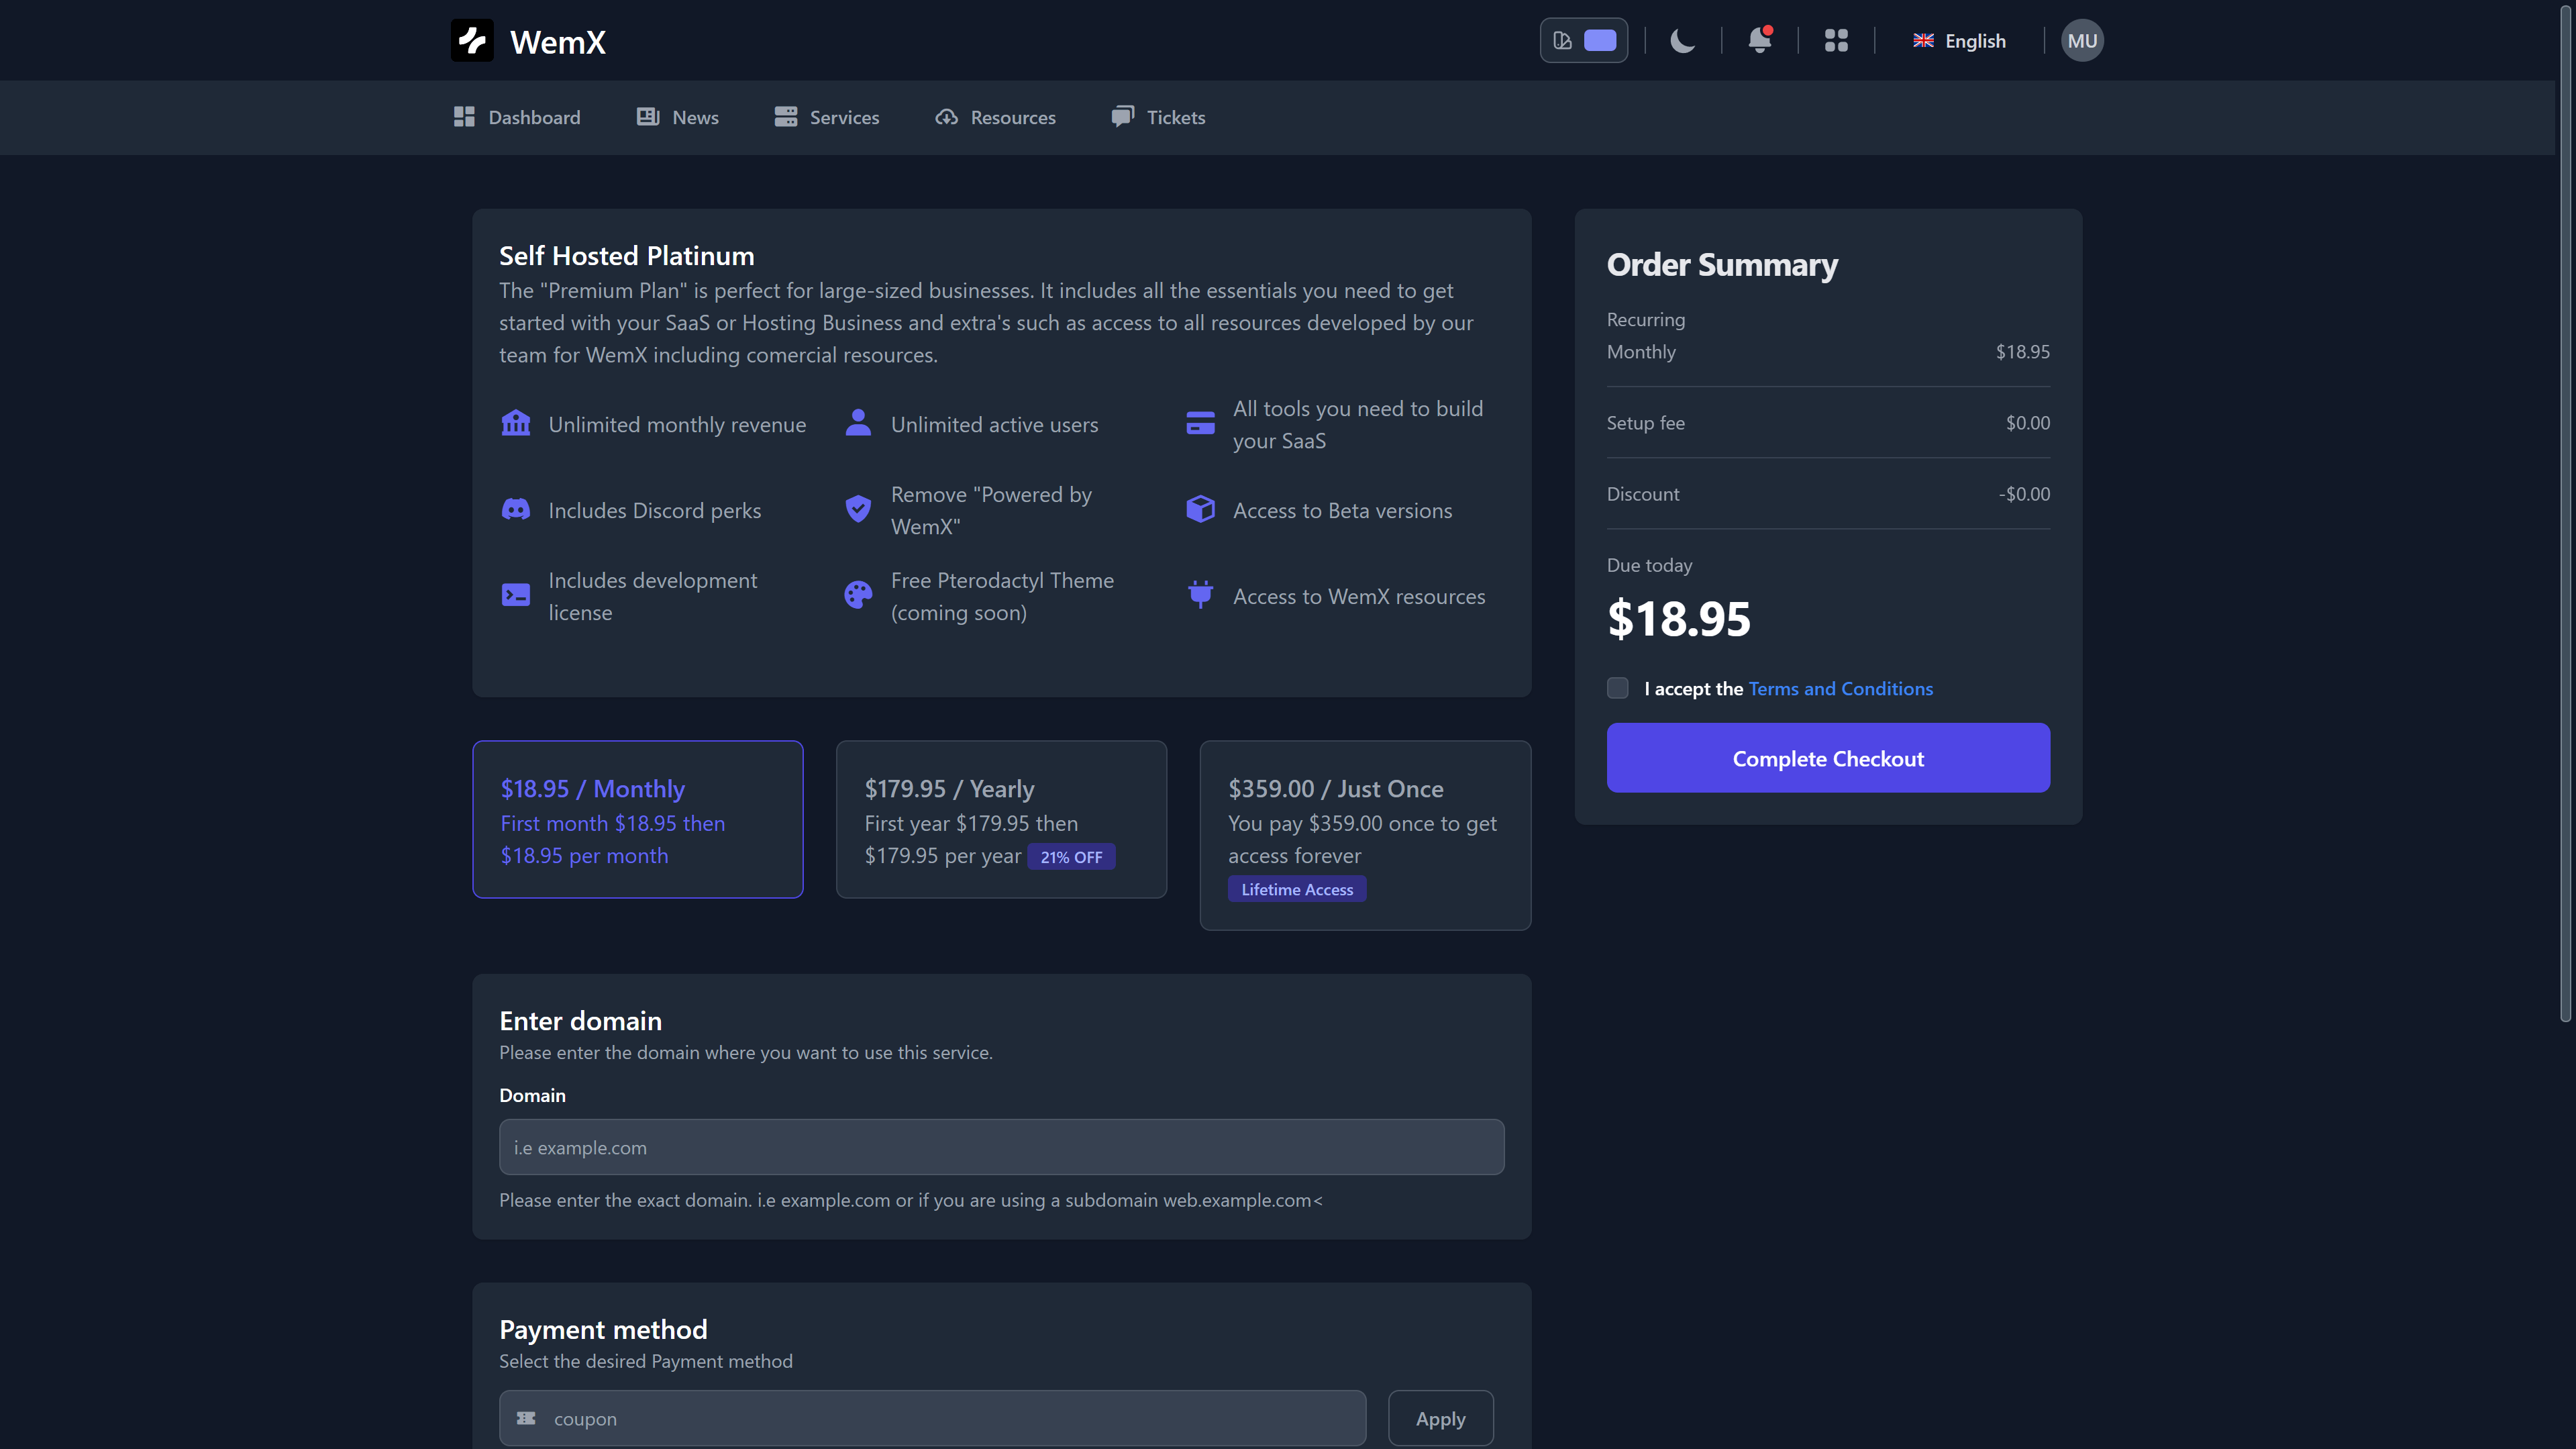 WemX
English
MU
Dashboard
News
Services
Resources
Tickets
Self Hosted Platinum
The "Premium Plan" is perfect for large-sized businesses. It includes all the essentials you need to get
started with your SaaS or Hosting Business and extra's such as access to all resources developed by our
team for WemX including comercial resources.
Unlimited monthly revenue
Unlimited active users
All tools you need to build
your SaaS
Includes Discord perks
Remove "Powered by
WemX"
Access to Beta versions
Includes development
license
Free Pterodactyl Theme
(coming soon)
Access to WemX resources
$18.95 / Monthly
First month $18.95 then
$18.95 per month
$179.95 / Yearly
First year $179.95 then
$179.95 per year 21% OFF
$359.00 / Just Once
You pay $359.00 once to get
access forever
Lifetime Access
Enter domain
Please enter the domain where you want to use this service.
Domain
i.e example.com
Please enter the exact domain. i.e example.com or if you are using a subdomain web.example.com<
Payment method
Select the desired Payment method
coupon
Apply
Order Summary
Recurring
Monthly $18.95
Setup fee $0.00
Discount -$0.00
Due today
$18.95
I accept the Terms and Conditions
Complete Checkout